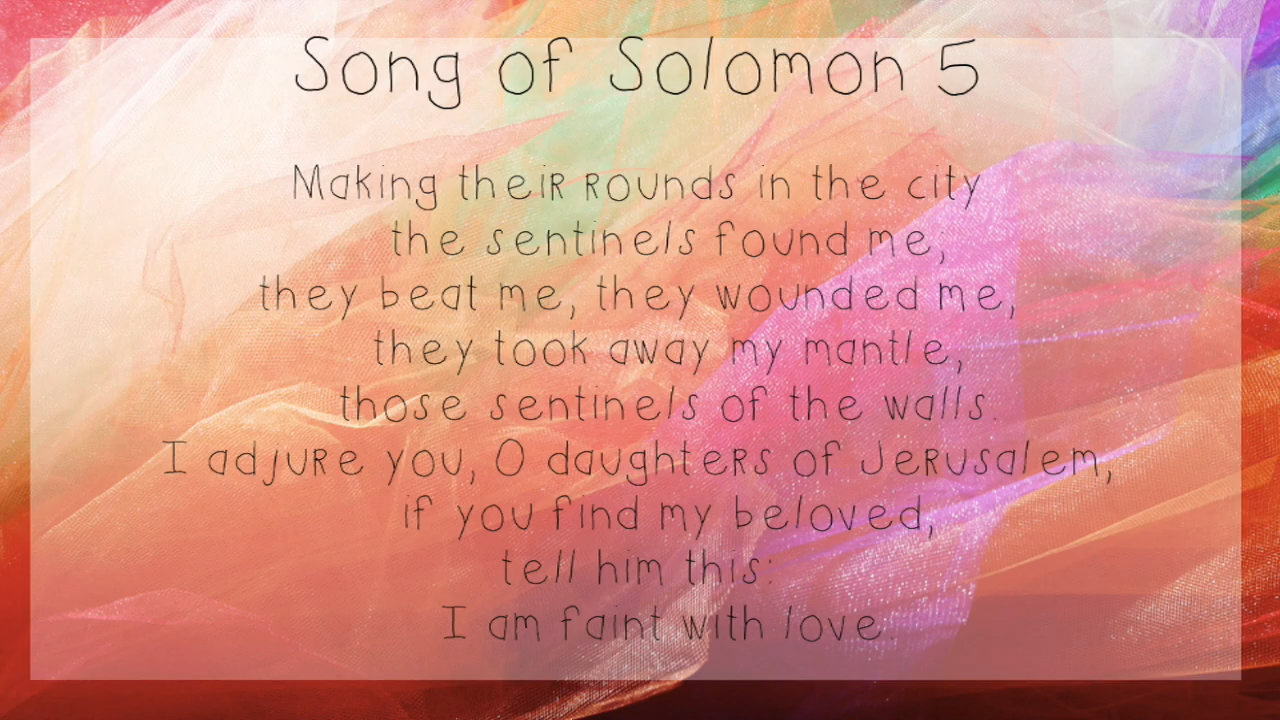 Song of Solomon 5
Making their rounds in the city
the sentinels found me;
they beat me, they wounded me,
they took away my mantle,
those sentinels of the walls.
I adjure you, O daughters of Jerusalem,
if you find my beloved,
tell him this:
I am faint with love.